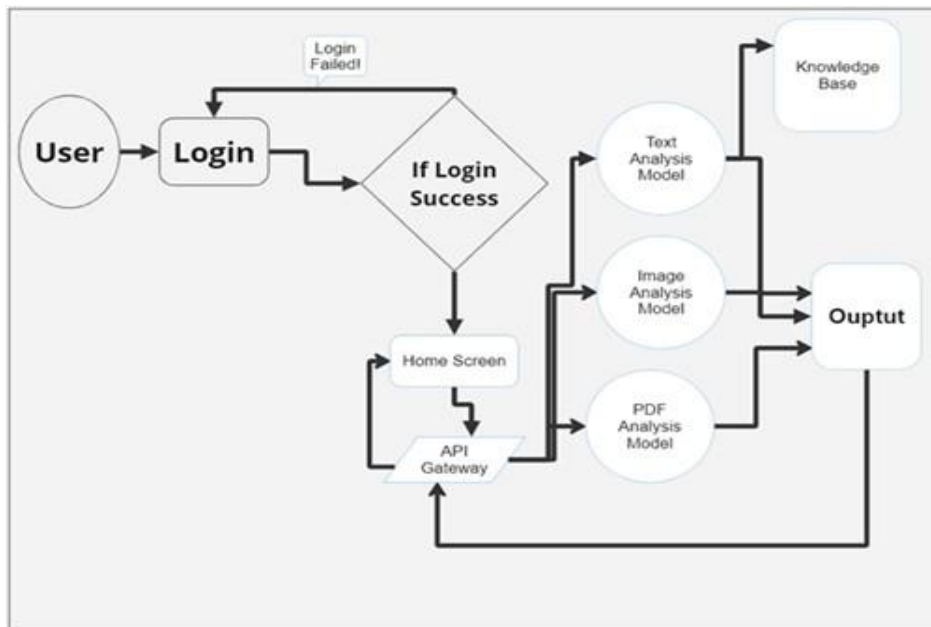 Login
Failed!
User
Login
If Login
Success
Text
Analysis
Model
Knowledge
Base
Image
Analysis
Model
Ouptut
Home Screen
PDF
Analysis
Model
API
Gateway